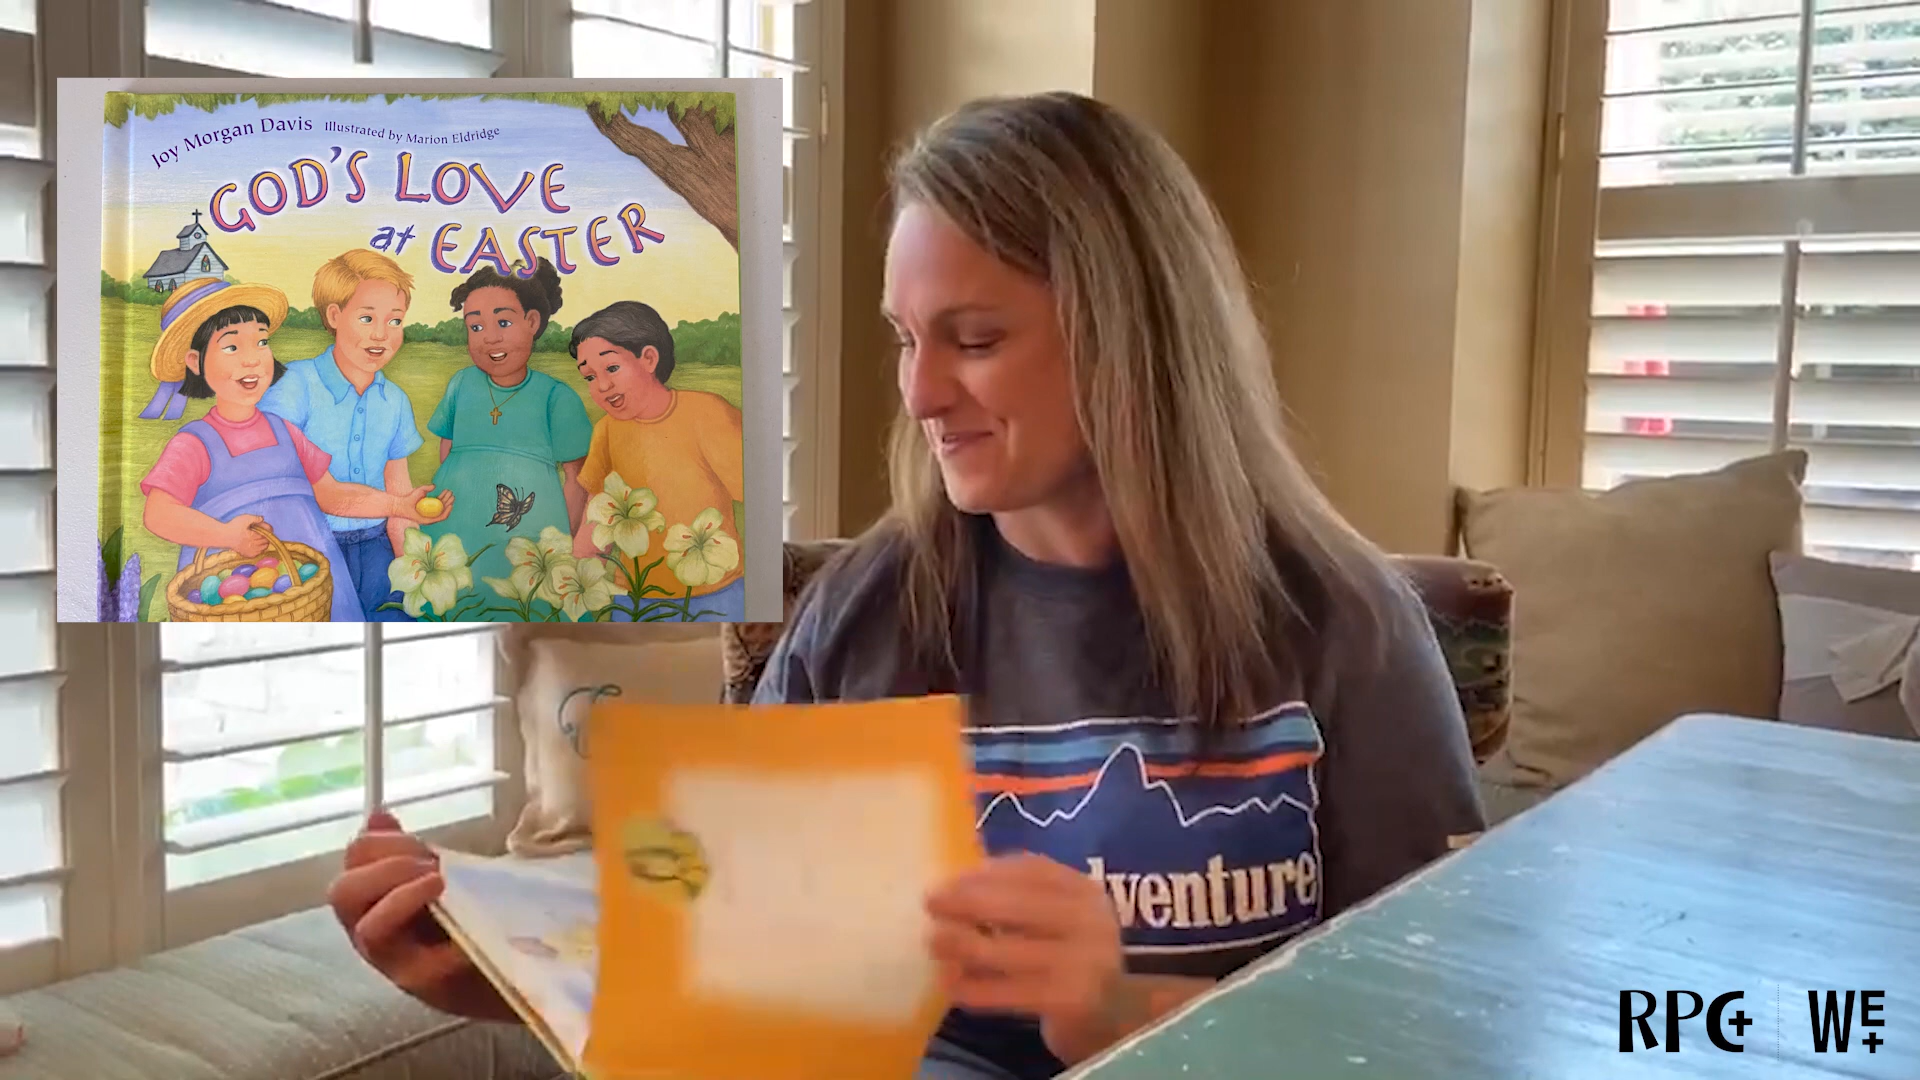 Joy Morgan Davis Illustrated by Marion Eldridge
GOD'S LOVE
at EASTER
venture
RPC+ WE+